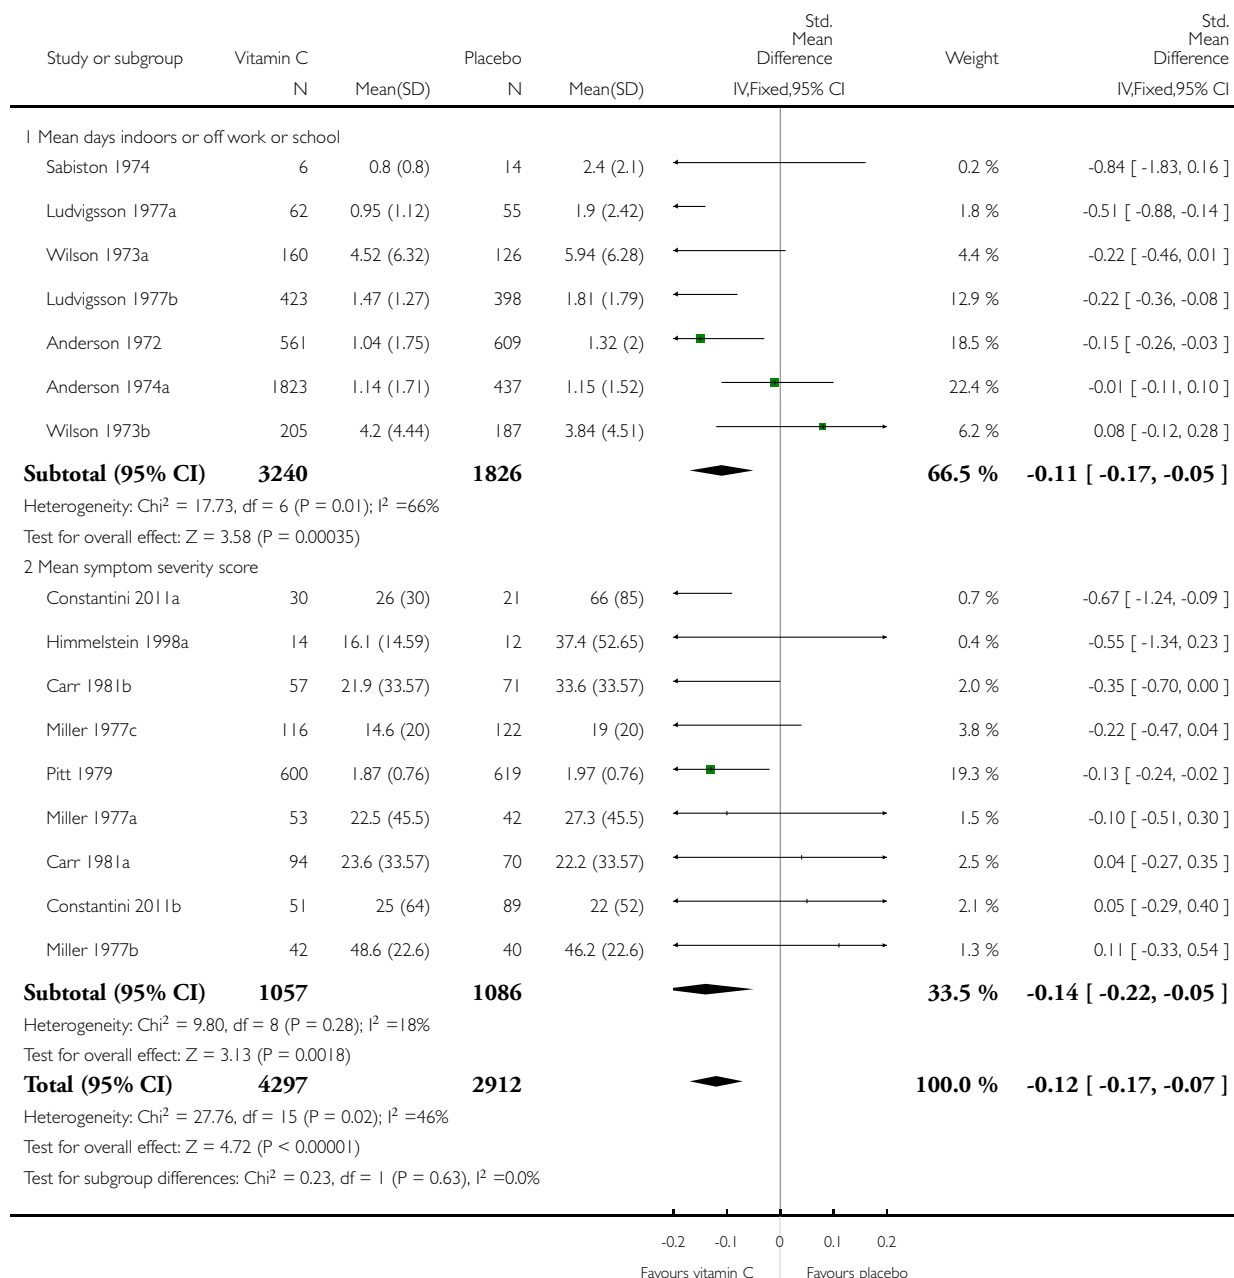 Study or subgroup Vitamin C Placebo Std. Mean Difference Weight Std. Mean Difference
N Mean(SD) N Mean(SD) IV,Fixed,95% CI IV,Fixed,95% CI
1 Mean days indoors or off work or school
Sabiston 1974 6 0.8 (0.8) 14 2.4 (2.1) 0.2 % -0.84 [ -1.83, 0.16 ]
Ludvigsson 1977a 62 0.95 (1.12) 55 1.9 (2.42) 1.8 % -0.51 [ -0.88, -0.14 ]
Wilson 1973a 160 4.52 (6.32) 126 5.94 (6.28) 4.4 % -0.22 [ -0.46, 0.01 ]
Ludvigsson 1977b 423 1.47 (1.27) 398 1.81 (1.79) 12.9 % -0.22 [ -0.36, -0.08 ]
Anderson 1972 561 1.04 (1.75) 609 1.32 (2) 18.5 % -0.15 [ -0.26, -0.03 ]
Anderson 1974a 1823 1.14 (1.71) 437 1.15 (1.52) 22.4 % -0.01 [ -0.11, 0.10 ]
Wilson 1973b 205 4.2 (4.44) 187 3.84 (4.51) 6.2 % 0.08 [ -0.12, 0.28 ]
Subtotal (95% CI) 3240 1826 66.5 % -0.11 [ -0.17, -0.05 ]
Heterogeneity: Chi² = 17.73, df = 6 (P = 0.01); I² =66%
Test for overall effect: Z = 3.58 (P = 0.00035)
2 Mean symptom severity score
Constantini 2011a 30 26 (30) 21 66 (85) 0.7 % -0.67 [ -1.24, -0.09 ]
Himmelstein 1998a 14 16.1 (14.59) 12 37.4 (52.65) 0.4 % -0.55 [ -1.34, 0.23 ]
Carr 1981b 57 21.9 (33.57) 71 33.6 (33.57) 2.0 % -0.35 [ -0.70, 0.00 ]
Miller 1977c 116 14.6 (20) 122 19 (20) 3.8 % -0.22 [ -0.47, 0.04 ]
Pitt 1979 600 1.87 (0.76) 619 1.97 (0.76) 19.3 % -0.13 [ -0.24, -0.02 ]
Miller 1977a 53 22.5 (45.5) 42 27.3 (45.5) 1.5 % -0.10 [ -0.51, 0.30 ]
Carr 1981a 94 23.6 (33.57) 70 22.2 (33.57) 2.5 % 0.04 [ -0.27, 0.35 ]
Constantini 2011b 51 25 (64) 89 22 (52) 2.1 % 0.05 [ -0.29, 0.40 ]
Miller 1977b 42 48.6 (22.6) 40 46.2 (22.6) 1.3 % 0.11 [ -0.33, 0.54 ]
Subtotal (95% CI) 1057 1086 33.5 % -0.14 [ -0.22, -0.05 ]
Heterogeneity: Chi² = 9.80, df = 8 (P = 0.28); I² =18%
Test for overall effect: Z = 3.13 (P = 0.0018)
Total (95% CI) 4297 2912 100.0 % -0.12 [ -0.17, -0.07 ]
Heterogeneity: Chi² = 27.76, df = 15 (P = 0.02); I² =46%
Test for overall effect: Z = 4.72 (P < 0.00001)
Test for subgroup differences: Chi² = 0.23, df = 1 (P = 0.63), I² =0.0%
-0.2 -0.1 0 0.1 0.2
Favours vitamin C Favours placebo